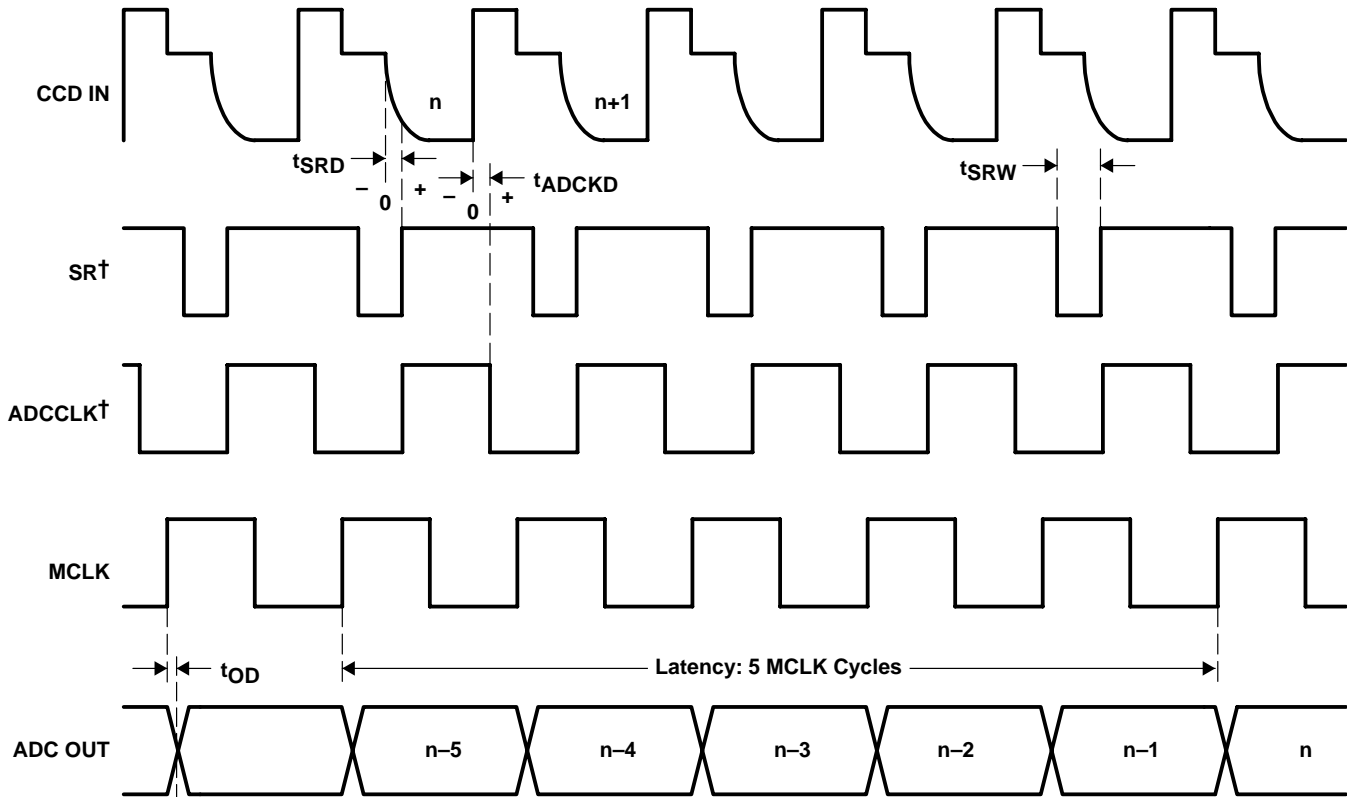 CCD IN
n
n+1
tSRD
– 0 +
– 0 +
tADCKD
tSRW
SR†
ADCCLK†
MCLK
tOD
Latency: 5 MCLK Cycles
ADC OUT
n–5
n–4
n–3
n–2
n–1
n